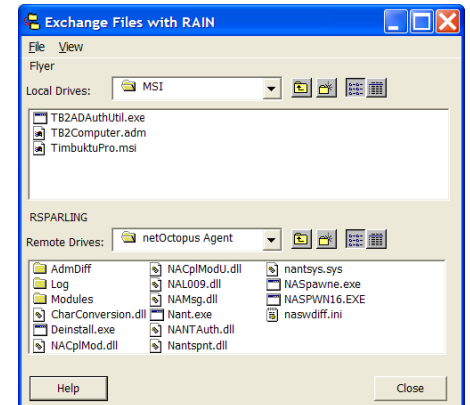 Exchange Files with RAIN
File View
Flyer
Local Drives: MSI
TB2ADAuthUtil.exe
TB2Computer.adm
TimbuktuPro.msi
RSPARLING
Remote Drives: netOctopus Agent
AdmDiff NACplModU.dll nantsys.sys
Log NAL009.dll NASpawne.exe
Modules NAMsg.dll NASPWN16.EXE
CharConversion.dll Nant.exe naswdiff.ini
Deinstall.exe NANTAuth.dll
NACplMod.dll Nantspnt.dll
Help Close